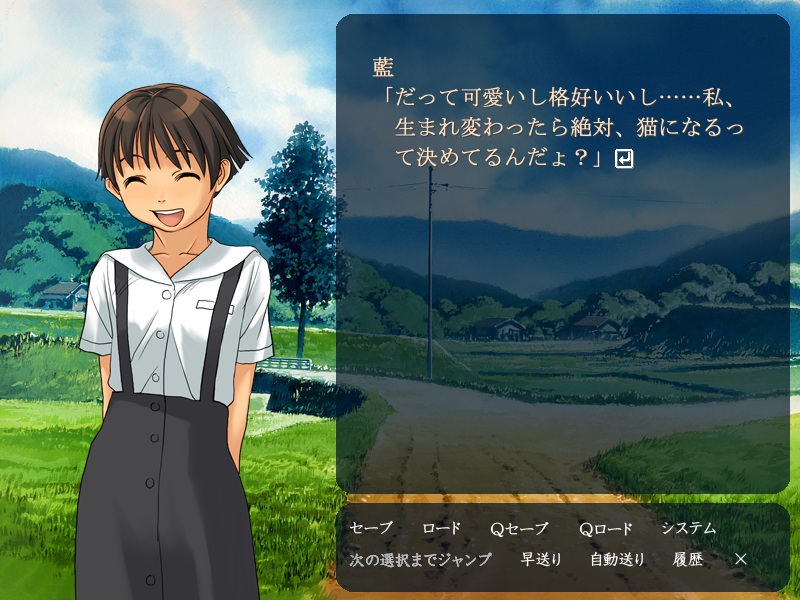 藍
「だって可愛いし格好いいし……私、
生まれ変わったら絶対、猫になるっ
て決めてるんだょ？」
セーブ ロード Qセーブ Qロード システム
次の選択までジャンプ 早送り 自動送り 履歴 ×